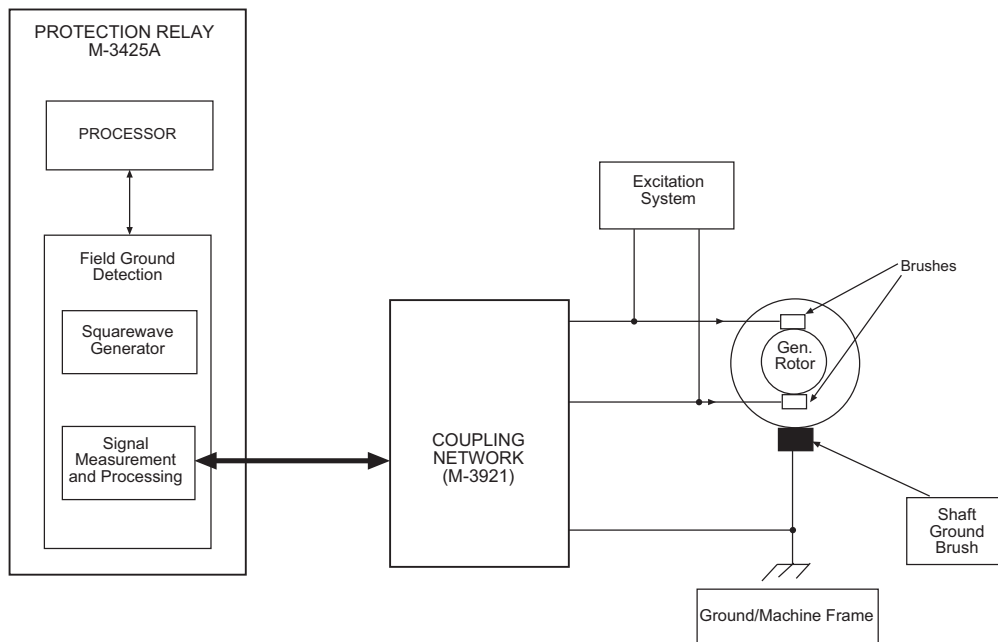 PROTECTION RELAY
M-3425A
PROCESSOR
Field Ground
Detection
Squarewave
Generator
Signal
Measurement
and Processing
COUPLING
NETWORK
(M-3921)
Excitation
System
Brushes
Gen.
Rotor
Shaft
Ground
Brush
Ground/Machine Frame